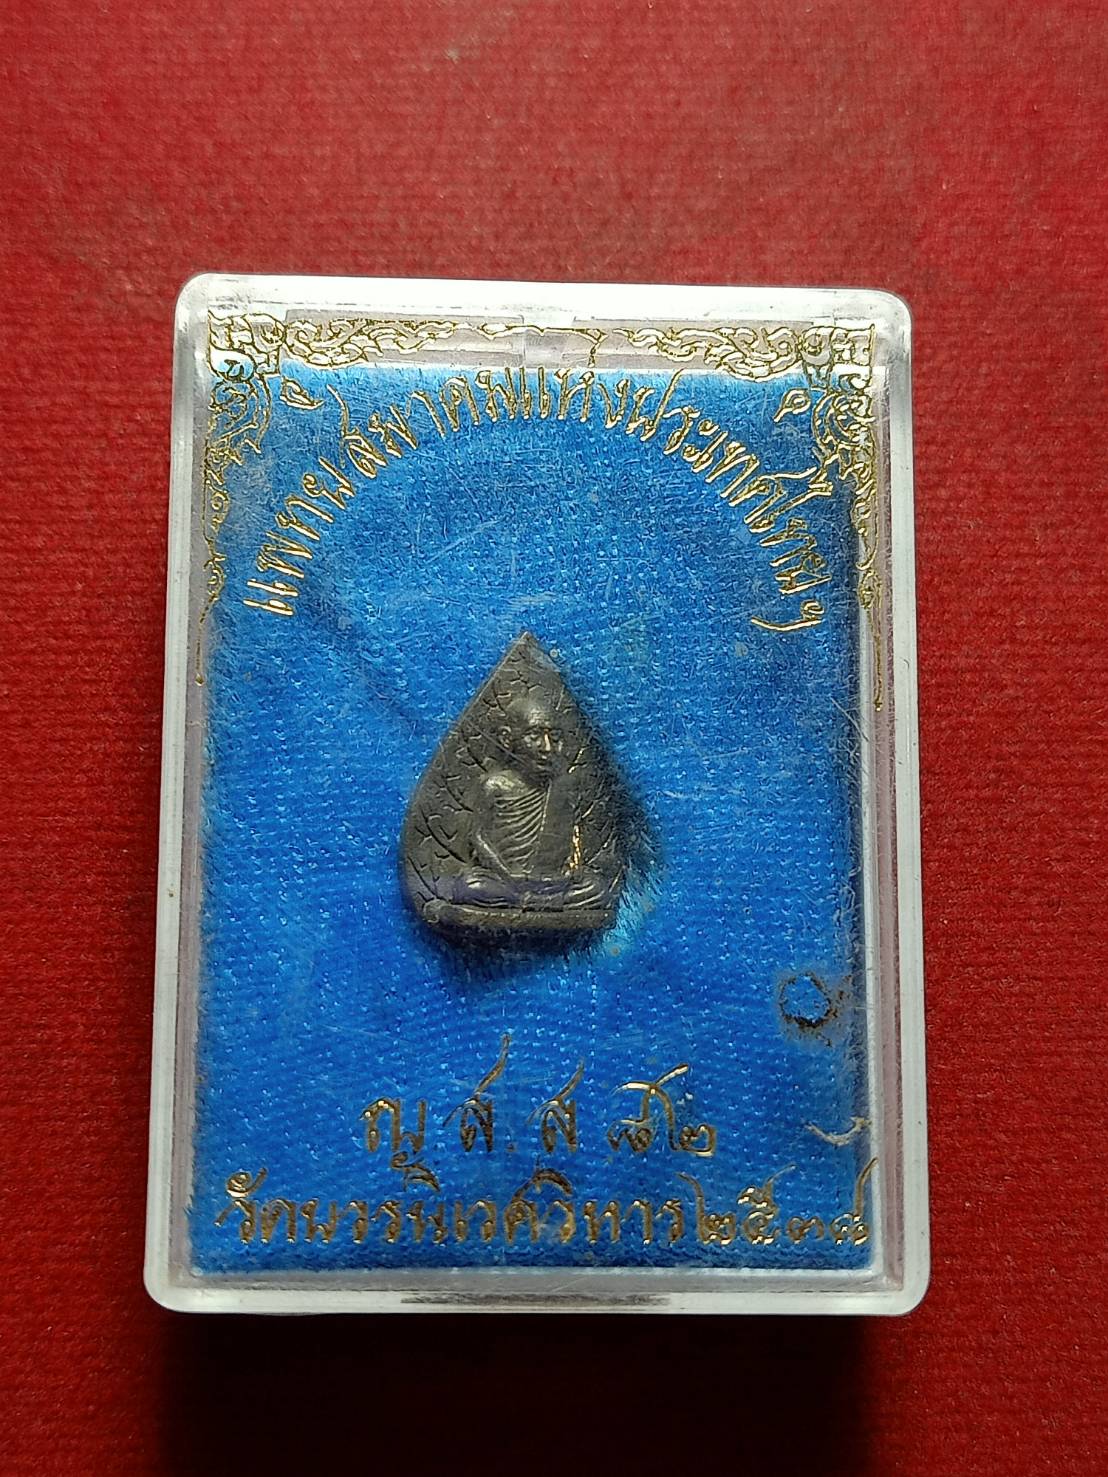 แพทย์สมาคมแห่งประเทศไทยฯ
ญ ส. ส ๘๒
วัดบวรนิเวศวิหาร ๒๕๓๘